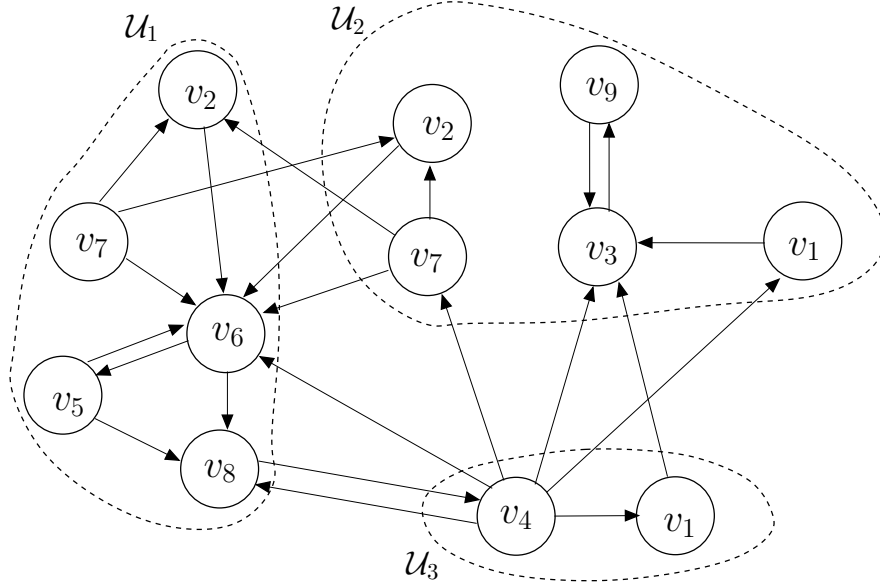 𝒰₁
𝒰₂
v₂
v₉
v₂
v₇
v₇
v₃
v₁
v₆
v₅
v₈
v₄
v₁
𝒰₃